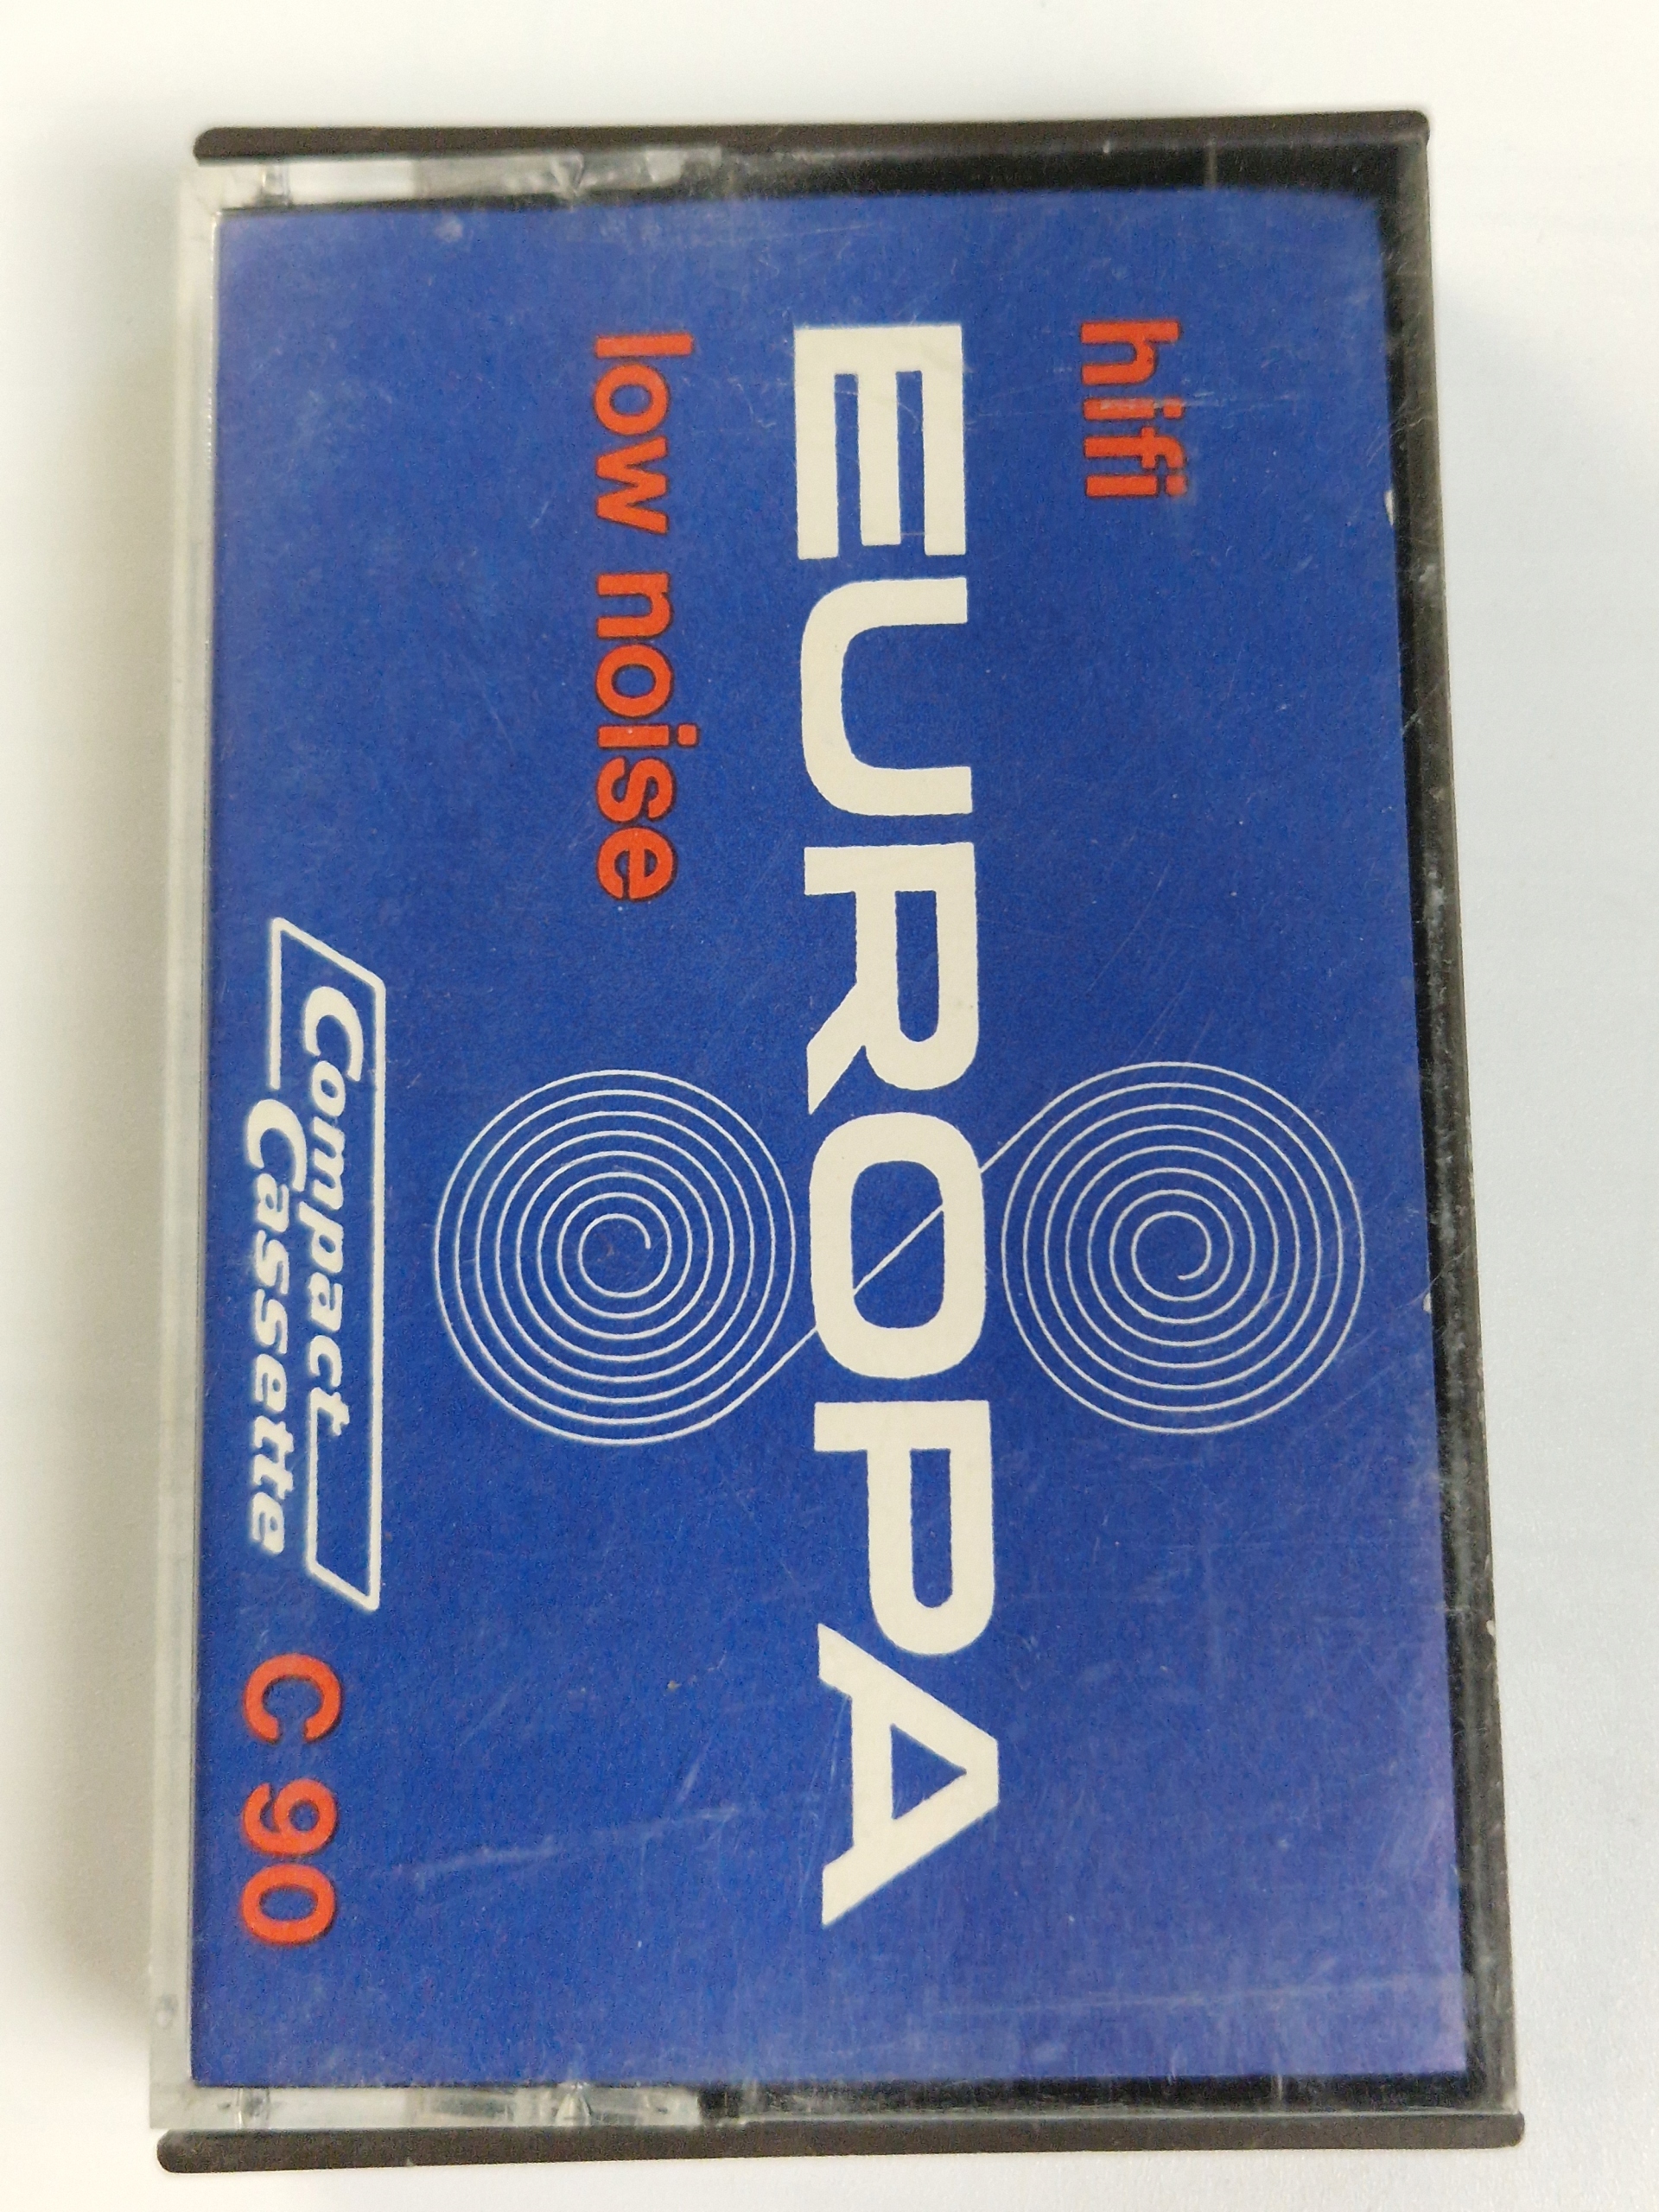 hifi
EUROPA
low noise
Compact
Cassette
C 90